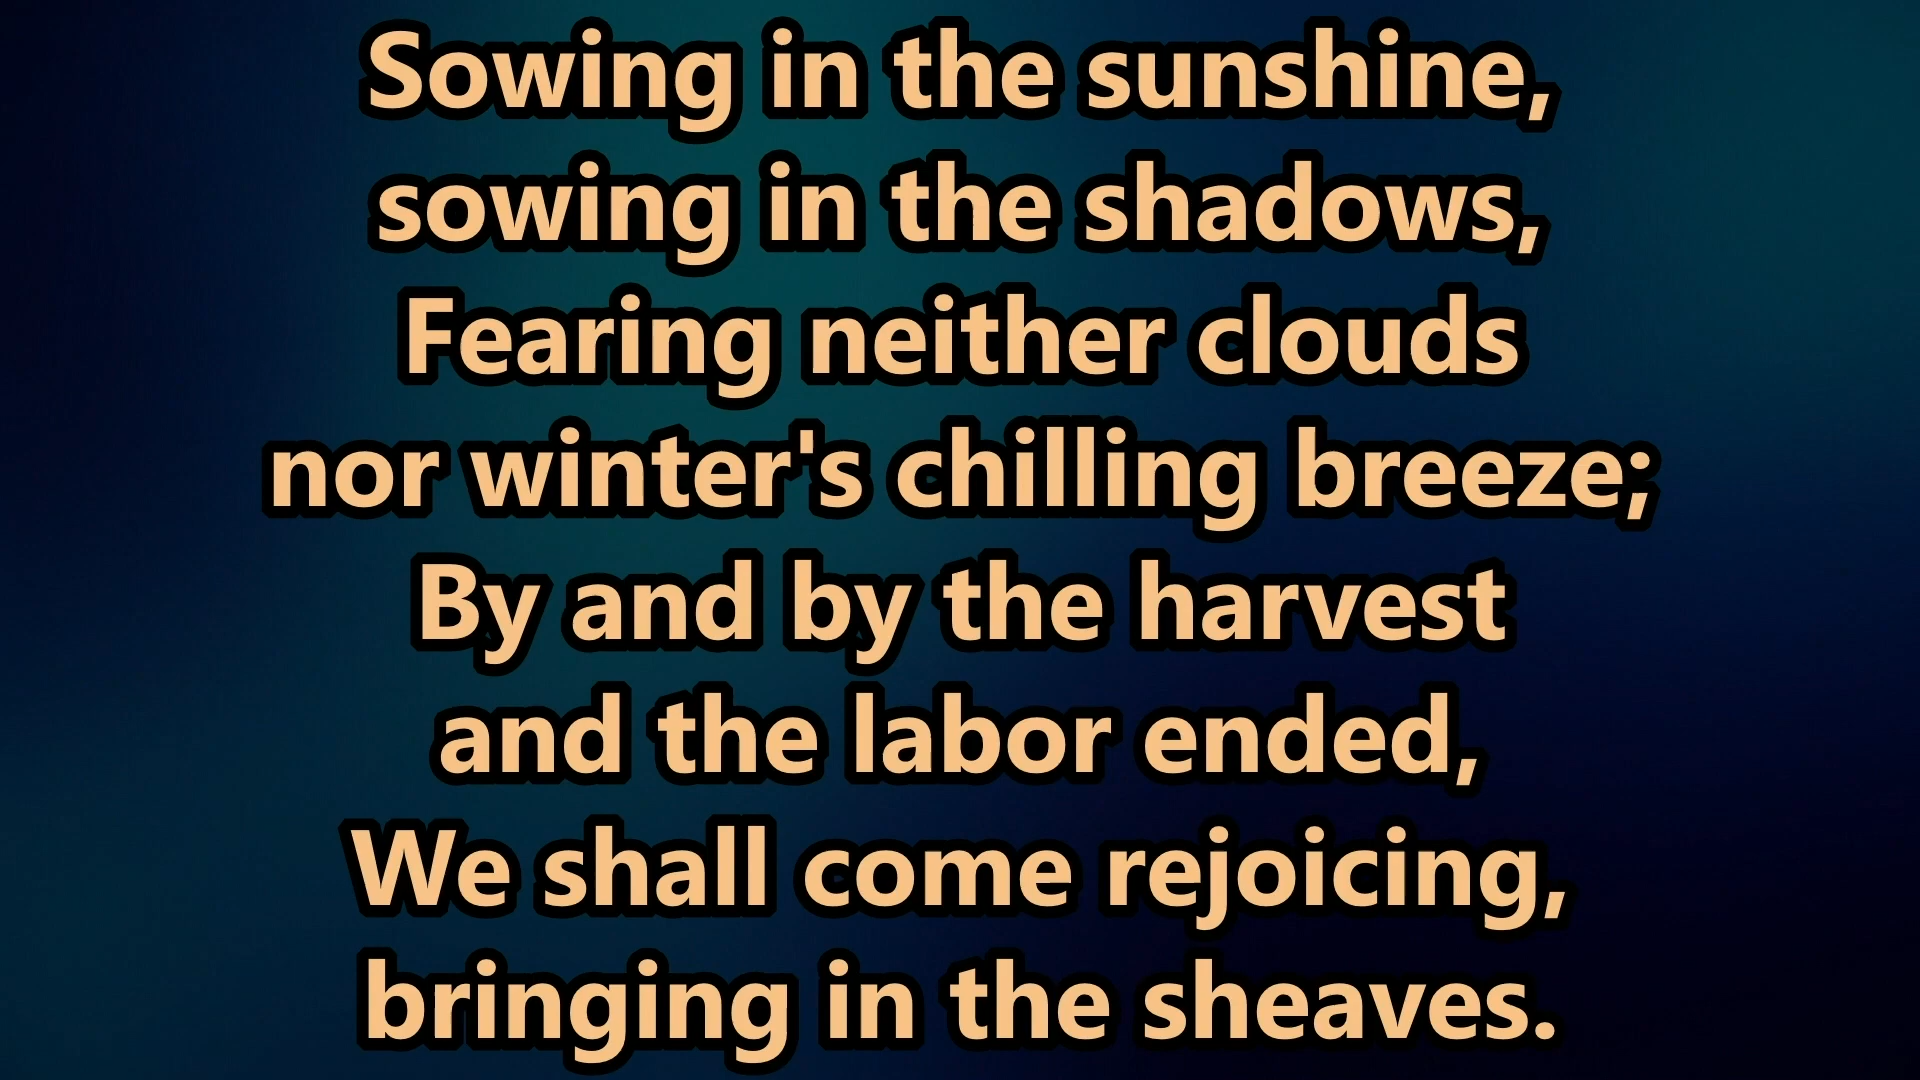 Sowing in the sunshine,
sowing in the shadows,
Fearing neither clouds
nor winter's chilling breeze;
By and by the harvest
and the labor ended,
We shall come rejoicing,
bringing in the sheaves.